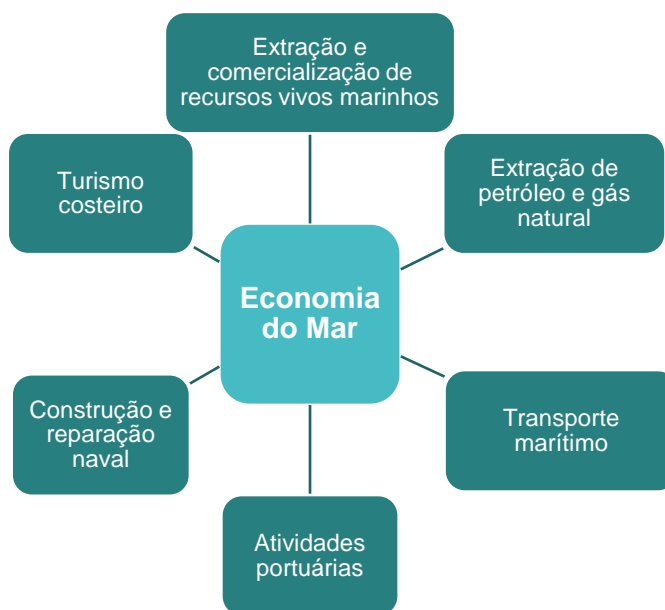 Extração e
comercialização de
recursos vivos marinhos
Turismo
costeiro
Extração de
petróleo e gás
natural
Economia
do Mar
Construção e
reparação
naval
Transporte
marítimo
Atividades
portuárias